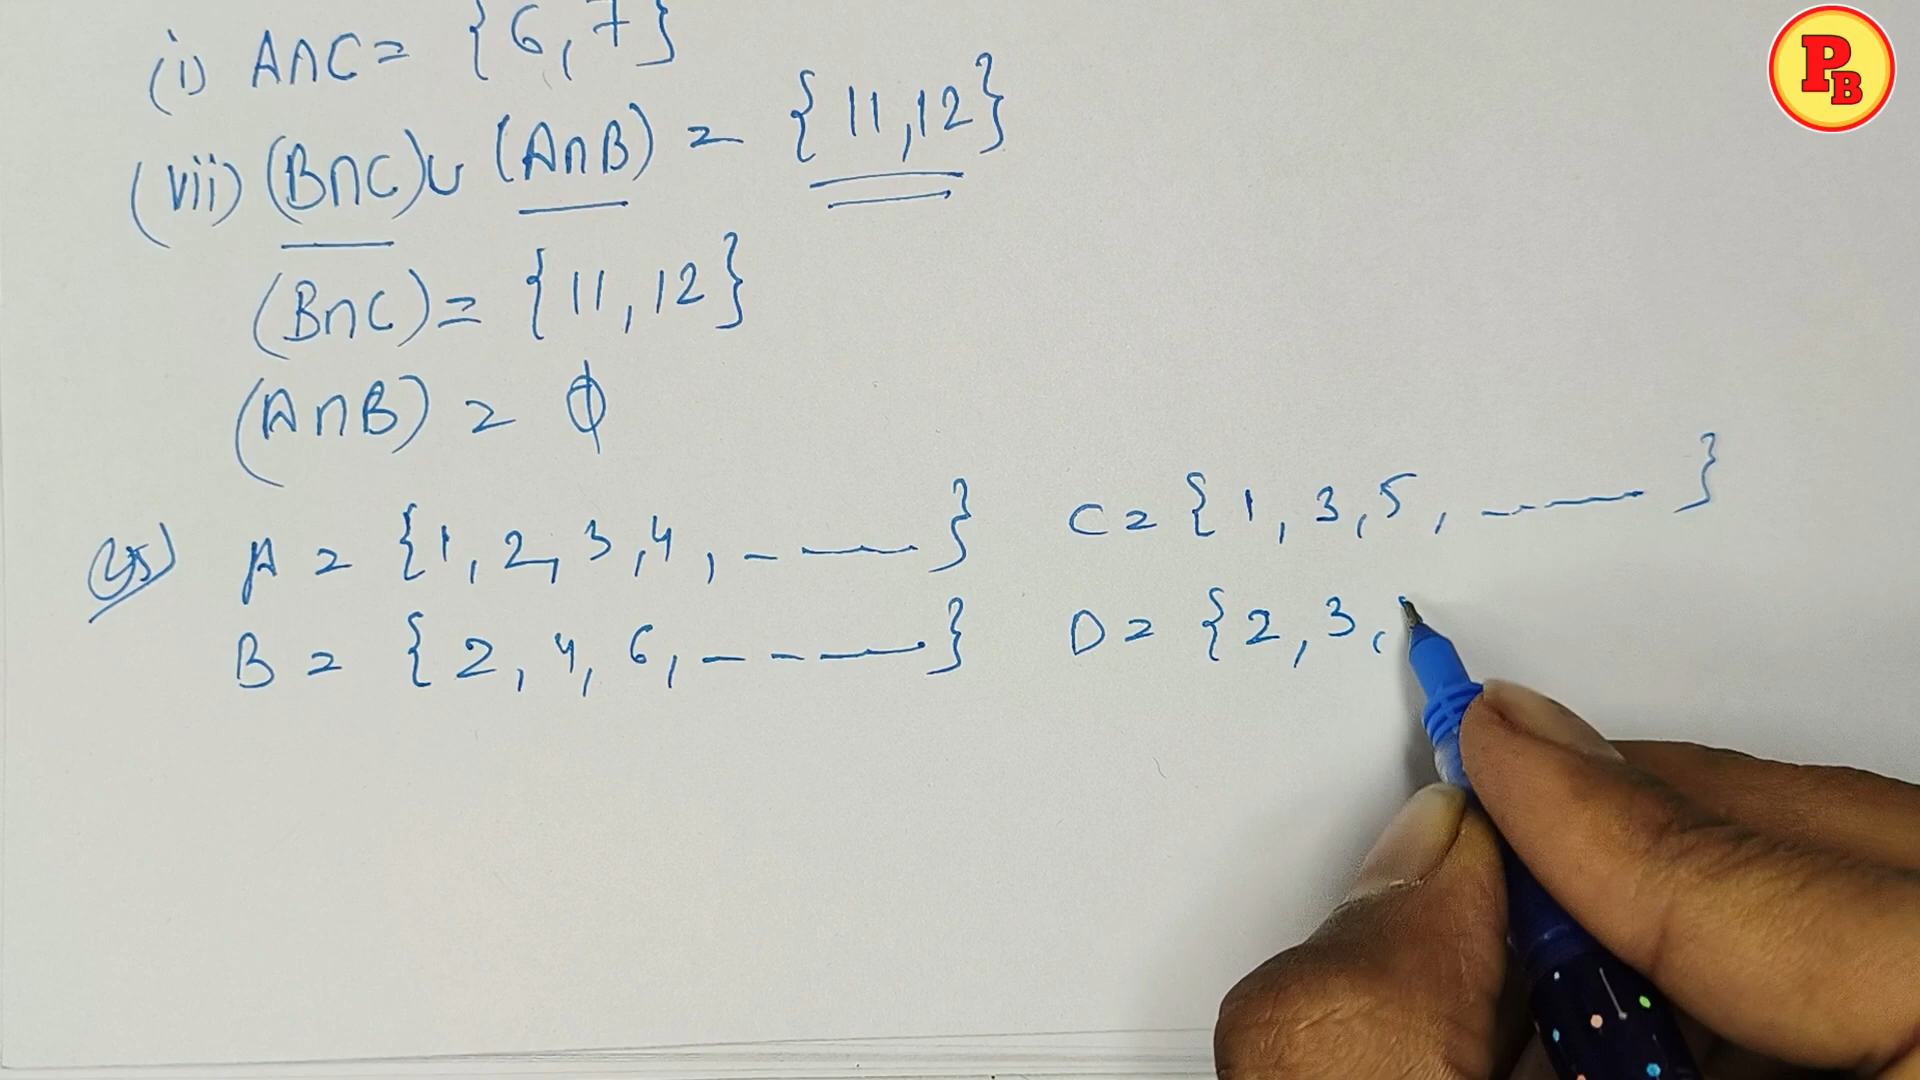 (i) A∩C = {6, 7}
(vii) (B∩C)∪(A∩B) = {11, 12}
(B∩C) = {11, 12}
(A∩B) = ϕ
A = {1, 2, 3, 4, - ——} C = {1, 3, 5, - ——}
B = {2, 4, 6, - - ——} D = {2, 3,
PB